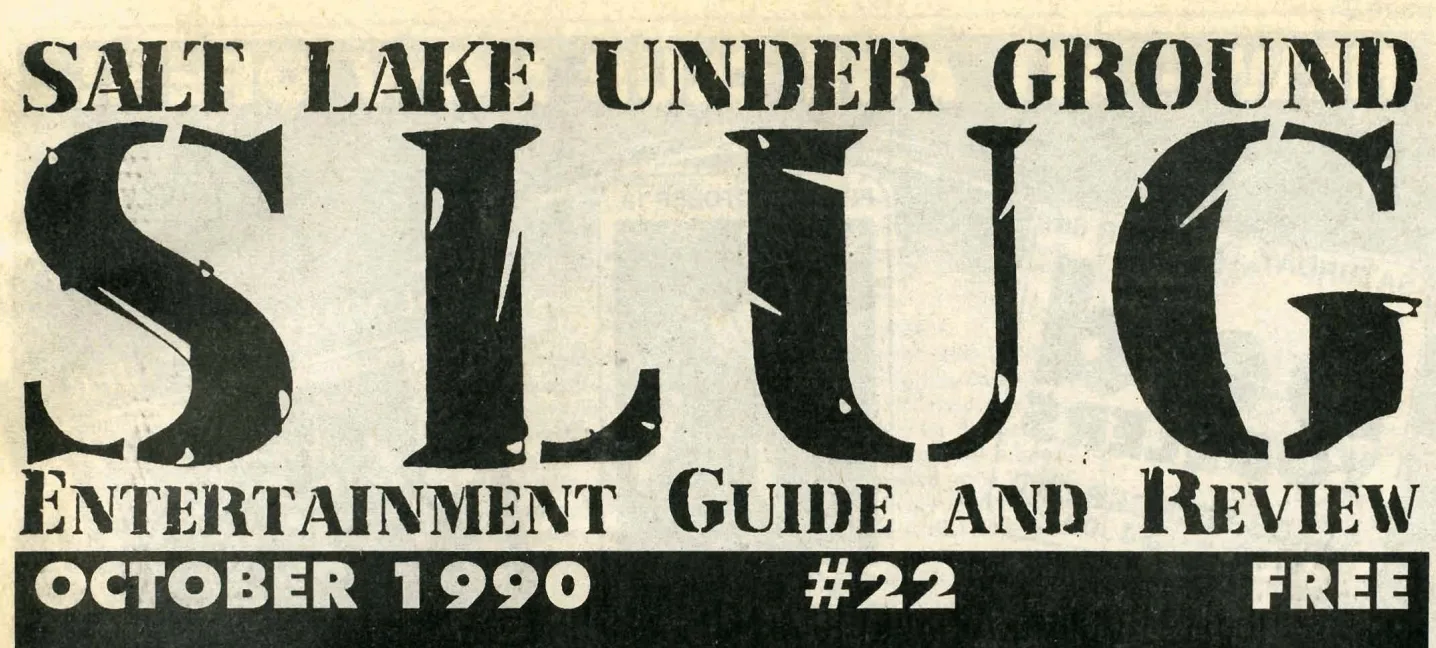 SALT LAKE UNDER GROUND
SLUG
ENTERTAINMENT GUIDE AND REVIEW
OCTOBER 1990 #22 FREE